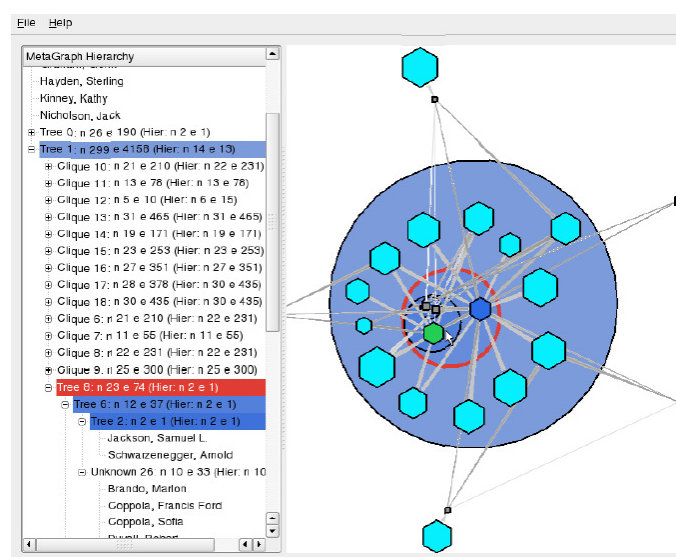 File Help
MetaGraph Hierarchy
Hayden, Sterling
Kinney, Kathy
Nicholson, Jack
Tree 0: n 26 e 190 (Hier: n 2 e 1)
Tree 1: n 299 e 4156 (Hier: n 14 e 13)
Clique 10: n 21 e 210 (Hier: n 22 e 231)
Clique 11: n 13 e 78 (Hier: n 13 e 78)
Clique 12: n 5 e 10 (Hier: n 6 e 15)
Clique 13: n 31 e 465 (Hier: n 31 e 465)
Clique 14: n 19 e 171 (Hier: n 19 e 171)
Clique 15: n 23 e 253 (Hier: n 23 e 253)
Clique 16: n 27 e 351 (Hier: n 27 e 351)
Clique 17: n 28 e 378 (Hier: n 30 e 435)
Clique 18: n 30 e 435 (Hier: n 30 e 435)
Clique 6: n 21 e 210 (Hier: n 22 e 231)
Clique 7: n 11 e 55 (Hier: n 11 e 55)
Clique 8: n 22 e 231 (Hier: n 22 e 231)
Clique 9: n 25 e 300 (Hier: n 25 e 300)
Tree 8: n 23 e 74 (Hier: n 2 e 1)
Tree 6: n 12 e 37 (Hier: n 2 e 1)
Tree 2: n 2 e 1 (Hier: n 2 e 1)
Jackson, Samuel L.
Schwarzenegger, Arnold
Unknown 26: n 10 e 33 (Hier: n 10
Brando, Marlon
Coppola, Francis Ford
Coppola, Sofia
Duvall, Robert